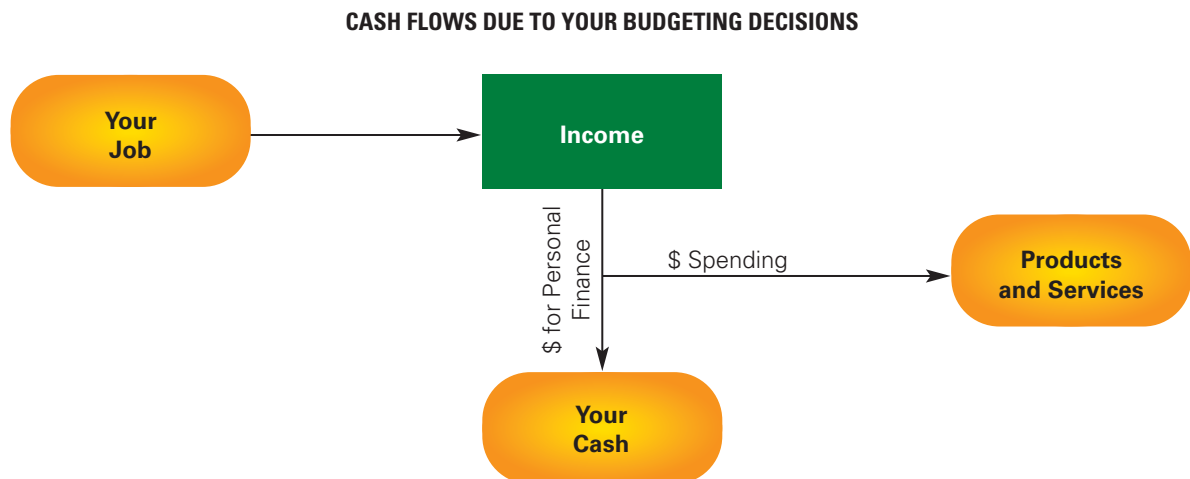 CASH FLOWS DUE TO YOUR BUDGETING DECISIONS
Your
Job
Income
$ for Personal
Finance
$ Spending
Products
and Services
Your
Cash